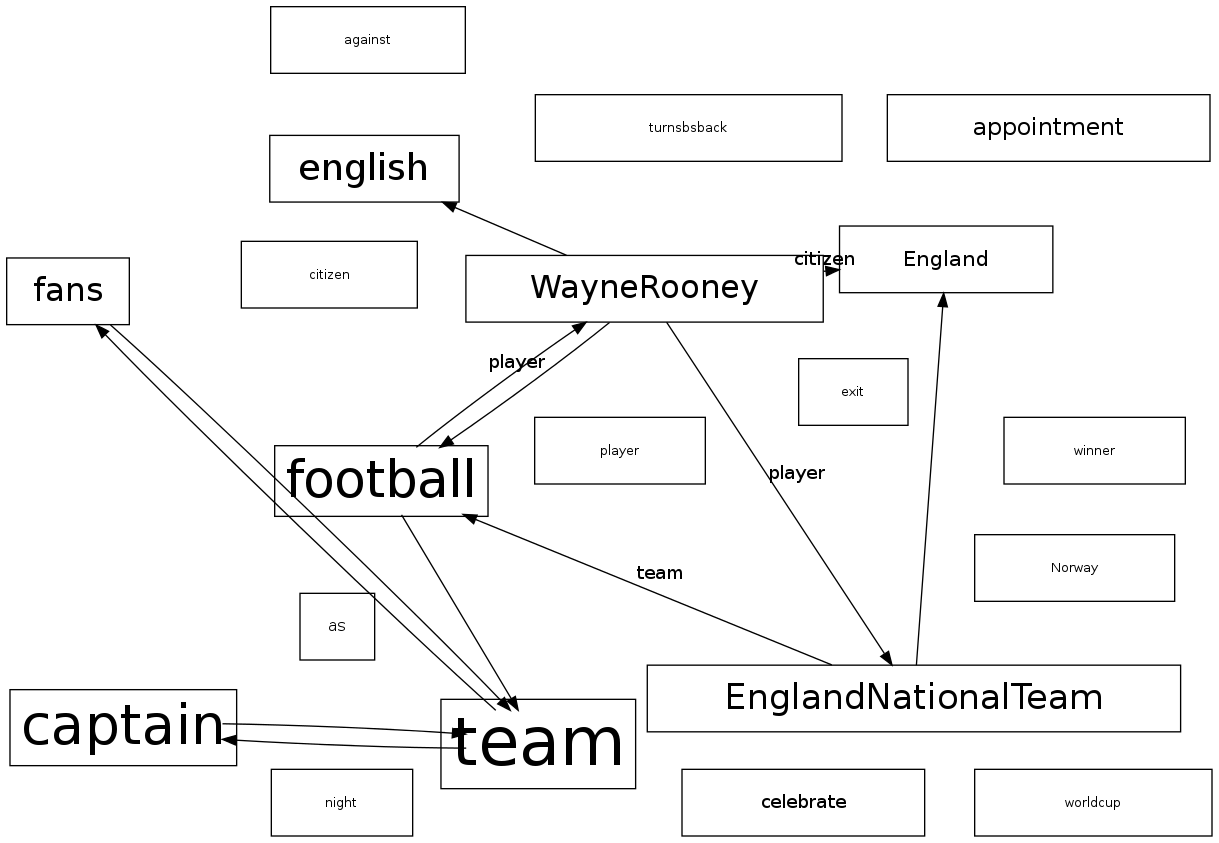 against
turnsbsback
appointment
english
citizen
England
citizen
fans
WayneRooney
player
exit
football
player
player
winner
team
Norway
as
captain
team
EnglandNationalTeam
night
celebrate
worldcup